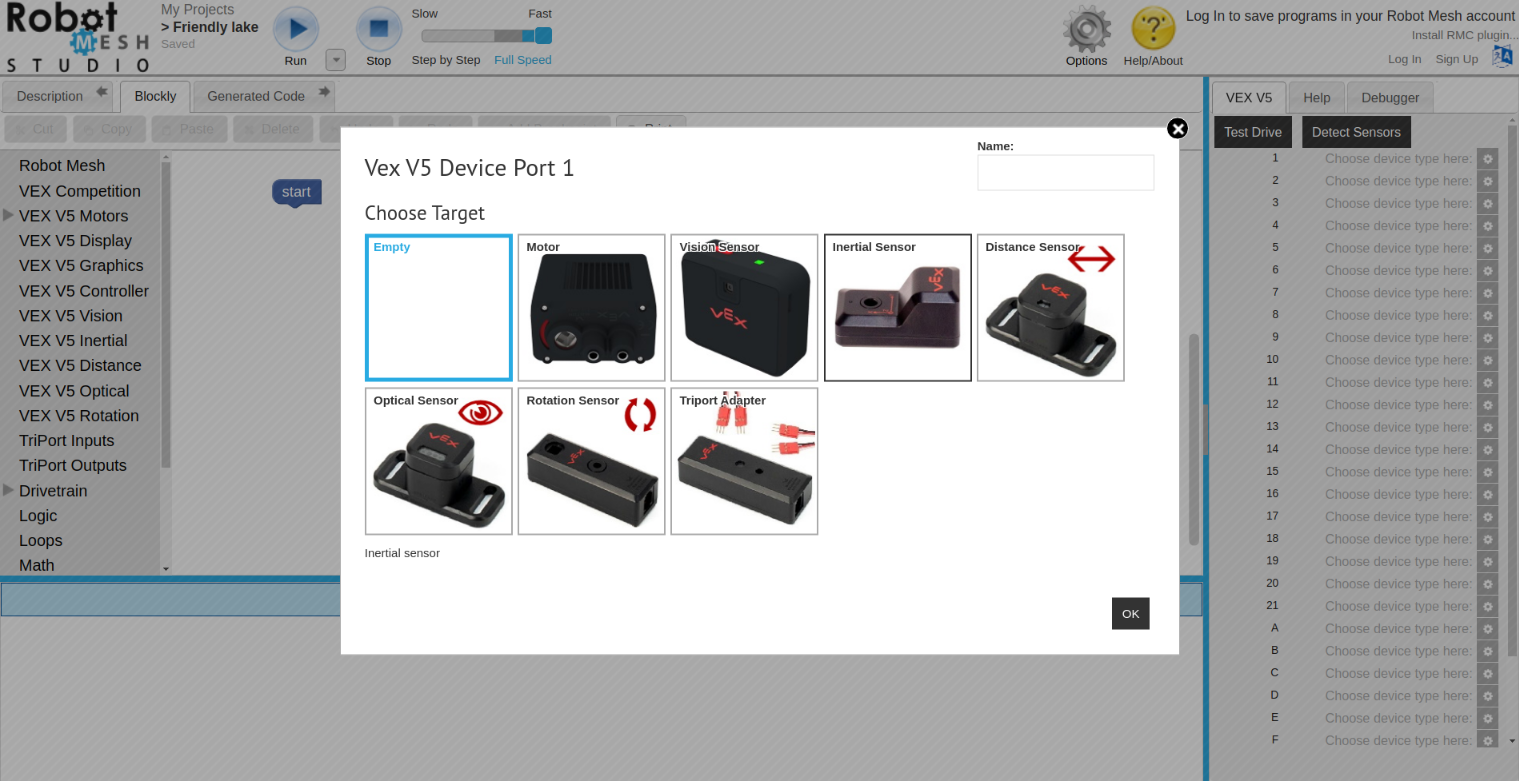 Robot
MESH
STUDIO
My Projects
> Friendly lake
Saved
Run
Stop
Slow
Fast
Step by Step
Full Speed
Options
Help/About
Log In to save programs in your Robot Mesh account
Install RMC plugin...
Log In
Sign Up
Description
Blockly
Generated Code
Cut
Copy
Paste
Delete
Print
Robot Mesh
VEX Competition
VEX V5 Motors
VEX V5 Display
VEX V5 Graphics
VEX V5 Controller
VEX V5 Vision
VEX V5 Inertial
VEX V5 Distance
VEX V5 Optical
VEX V5 Rotation
TriPort Inputs
TriPort Outputs
Drivetrain
Logic
Loops
Math
start
Vex V5 Device Port 1
Name:
Choose Target
Empty
Motor
Vision Sensor
VEX
Inertial Sensor
VEX
Distance Sensor
VEX
Optical Sensor
VEX
Rotation Sensor
VEX
Triport Adapter
VEX
Inertial sensor
OK
VEX V5
Help
Debugger
Test Drive
Detect Sensors
1 Choose device type here:
2 Choose device type here:
3 Choose device type here:
4 Choose device type here:
5 Choose device type here:
6 Choose device type here:
7 Choose device type here:
8 Choose device type here:
9 Choose device type here:
10 Choose device type here:
11 Choose device type here:
12 Choose device type here:
13 Choose device type here:
14 Choose device type here:
15 Choose device type here:
16 Choose device type here:
17 Choose device type here:
18 Choose device type here:
19 Choose device type here:
20 Choose device type here:
21 Choose device type here:
A Choose device type here:
B Choose device type here:
C Choose device type here:
D Choose device type here:
E Choose device type here:
F Choose device type here: